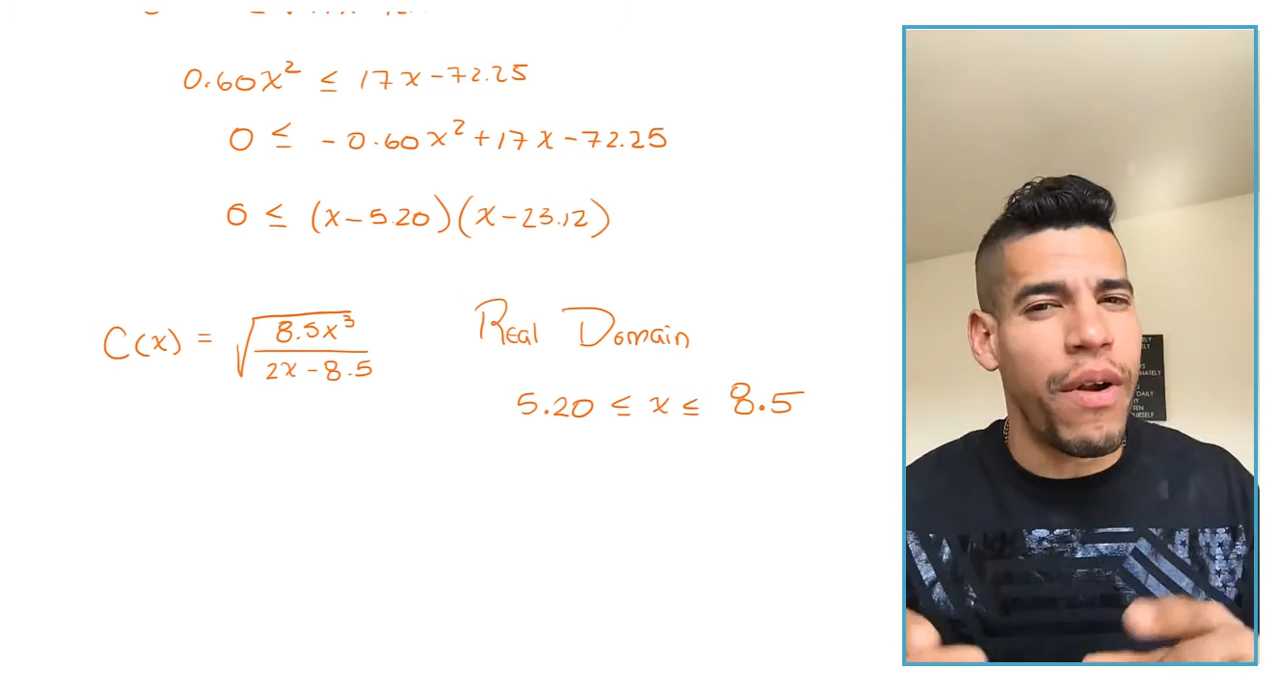 0.60x² ≤ 17x - 72.25
0 ≤ - 0.60x² + 17x - 72.25
0 ≤ (x - 5.20)(x - 23.12)
C(x) = √(8.5x³ / (2x - 8.5))
Real Domain
5.20 ≤ x ≤ 8.5
DAILY